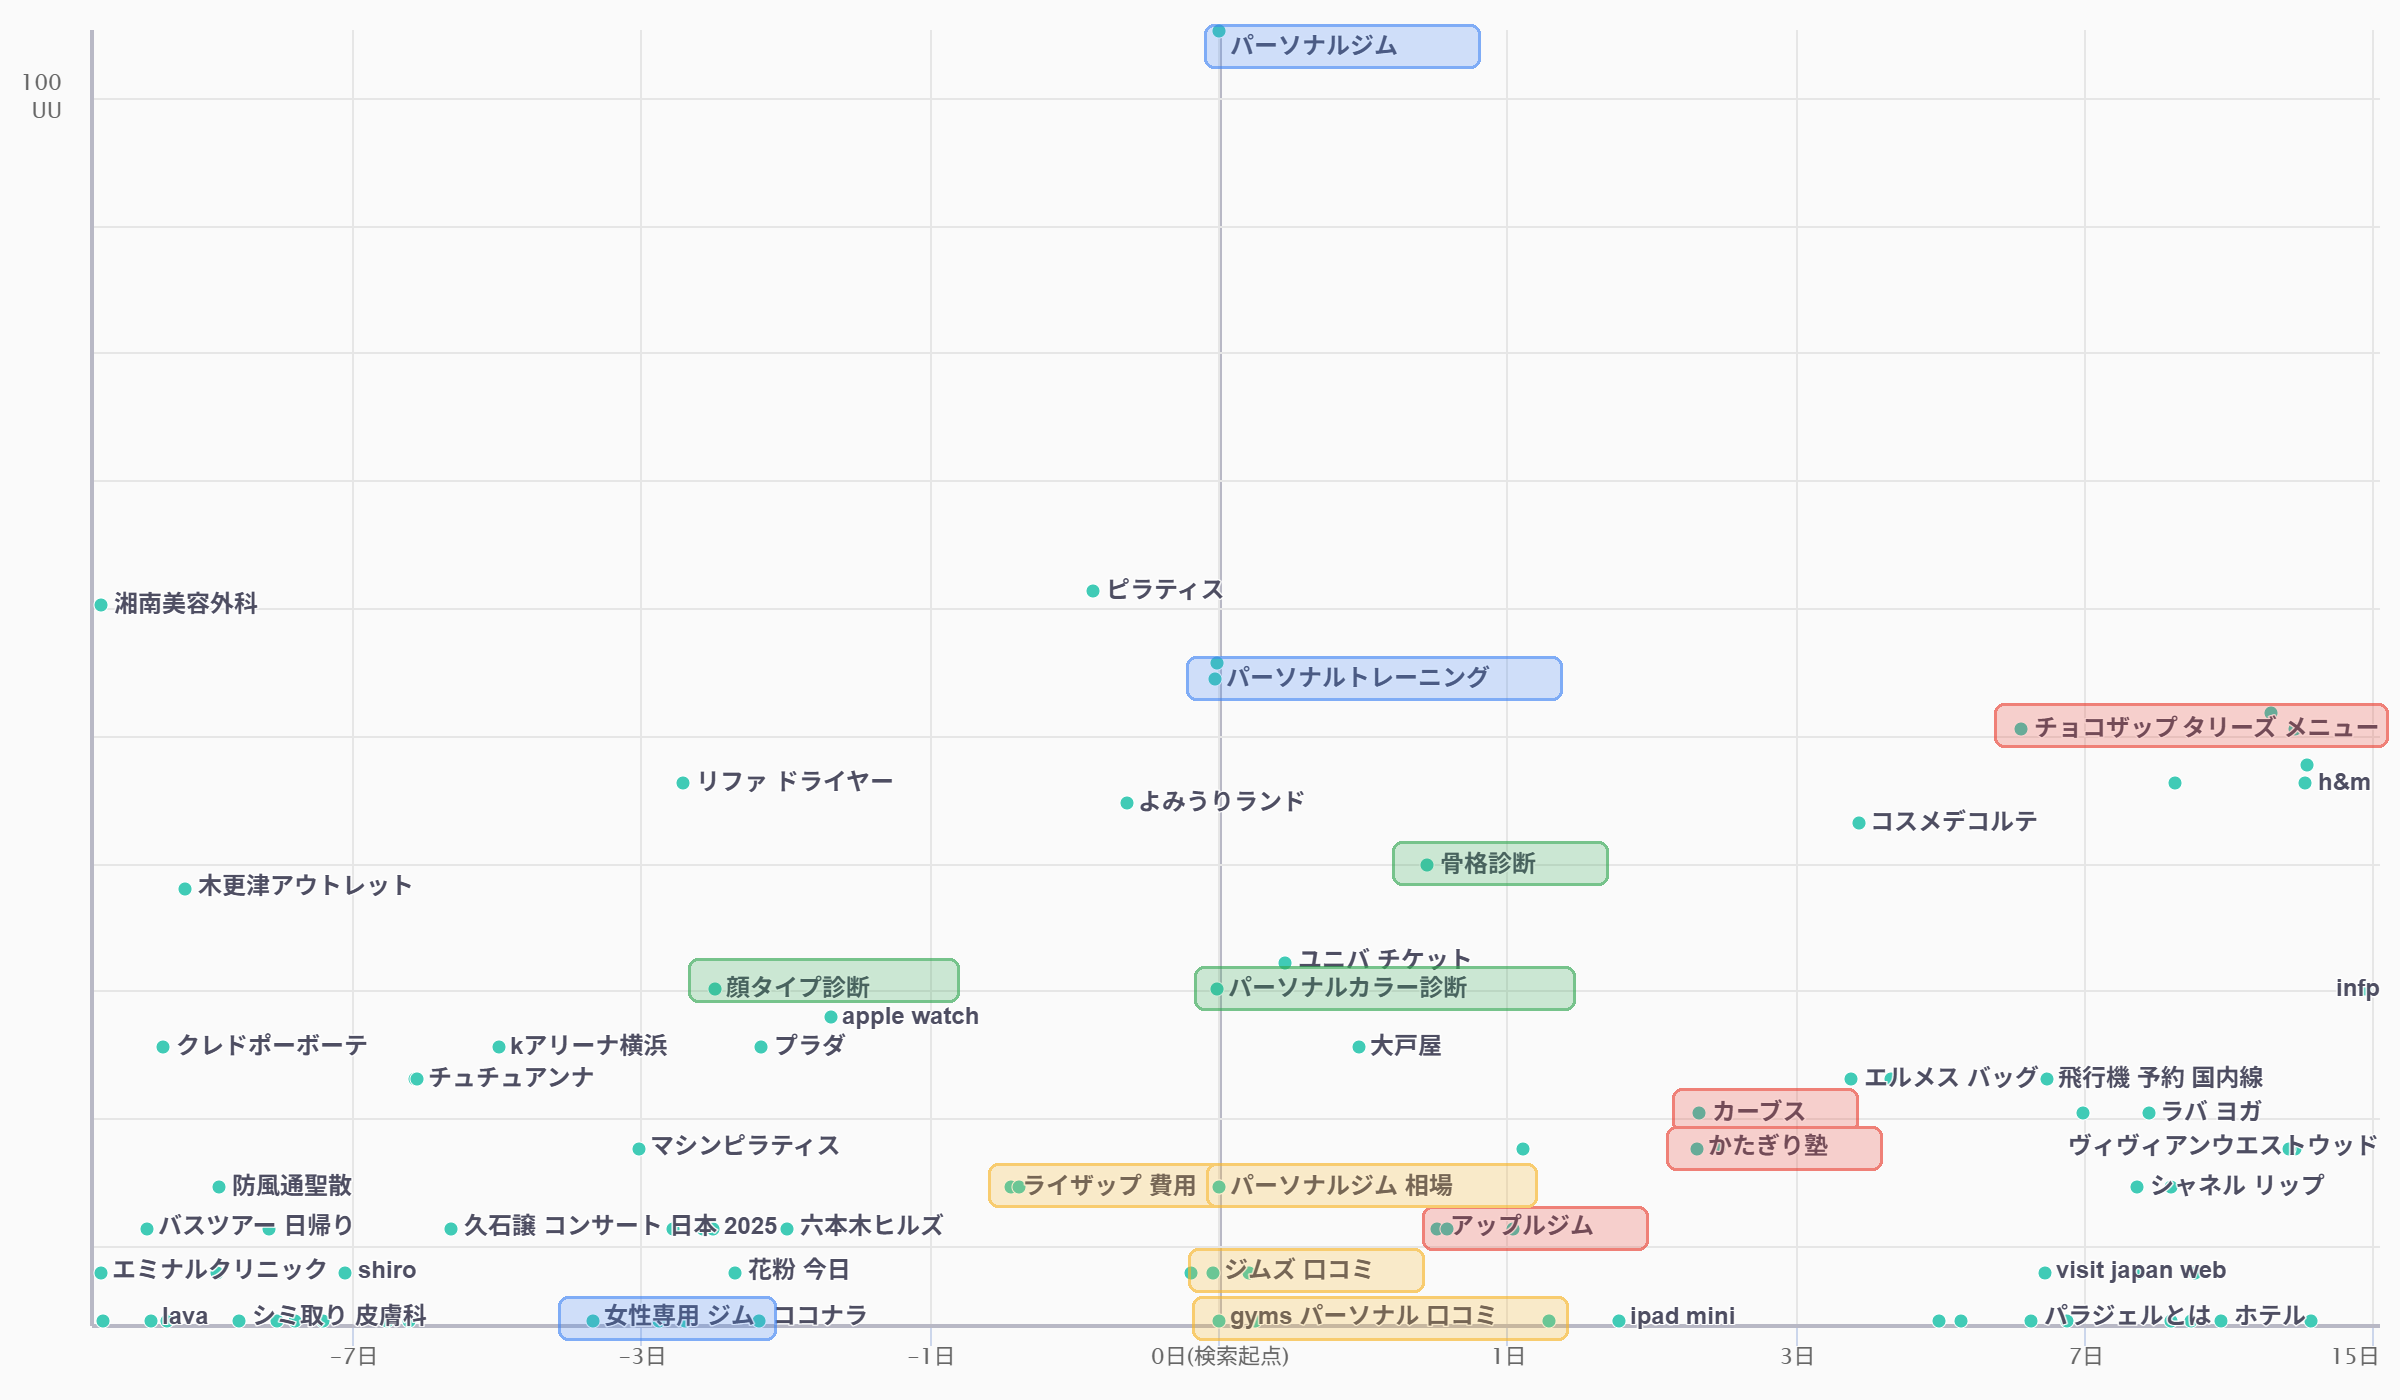 パーソナルジム
100
UU
ピラティス
湘南美容外科
パーソナルトレーニング
チョコザップ タリーズ メニュー
リファ ドライヤー
h&m
よみうりランド
コスメデコルテ
骨格診断
木更津アウトレット
ユニバ チケット
顔タイプ診断
パーソナルカラー診断
infp
apple watch
クレドポーボーテ
kアリーナ横浜
プラダ
大戸屋
チュチュアンナ
エルメス バッグ
飛行機 予約 国内線
カーブス
ラバ ヨガ
マシンピラティス
かたぎり塾
ヴィヴィアンウエストウッド
防風通聖散
ライザップ 費用
パーソナルジム 相場
シャネル リップ
バスツアー 日帰り
久石譲 コンサート 日本 2025
六本木ヒルズ
アップルジム
エミナルクリニック
shiro
花粉 今日
ジムズ 口コミ
visit japan web
lava
シミ取り 皮膚科
女性専用 ジム
ココナラ
gyms パーソナル 口コミ
ipad mini
パラジェルとは
ホテル
-7日
-3日
-1日
0日(検索起点)
1日
3日
7日
15日